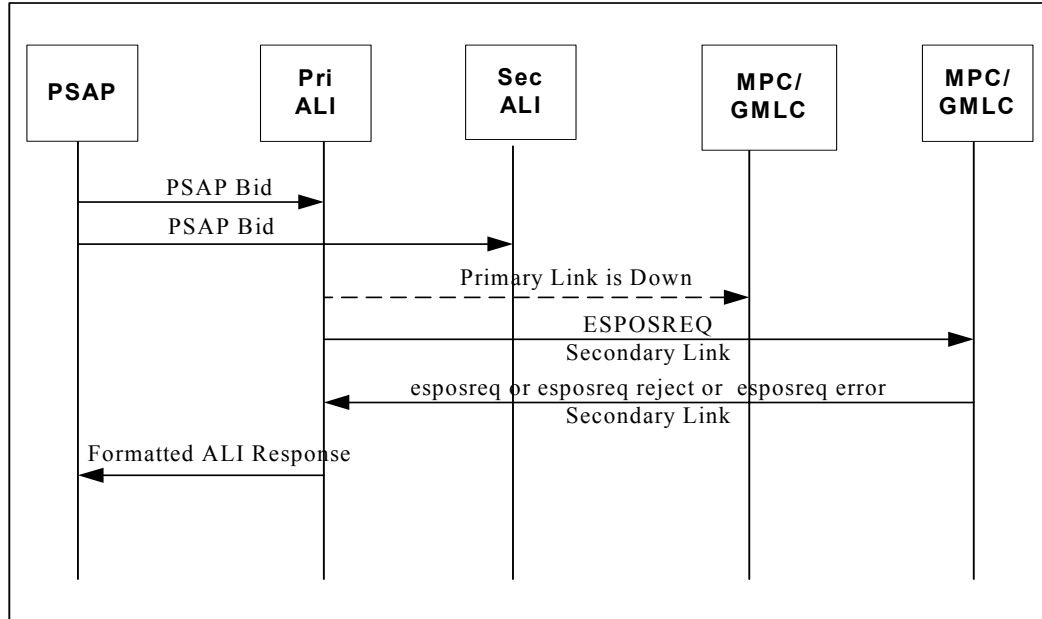 PSAP
Pri
ALI
Sec
ALI
MPC/
GMLC
MPC/
GMLC
PSAP Bid
PSAP Bid
Primary Link is Down
ESPOSREQ
Secondary Link
esposreq or esposreq reject or esposreq error
Secondary Link
Formatted ALI Response